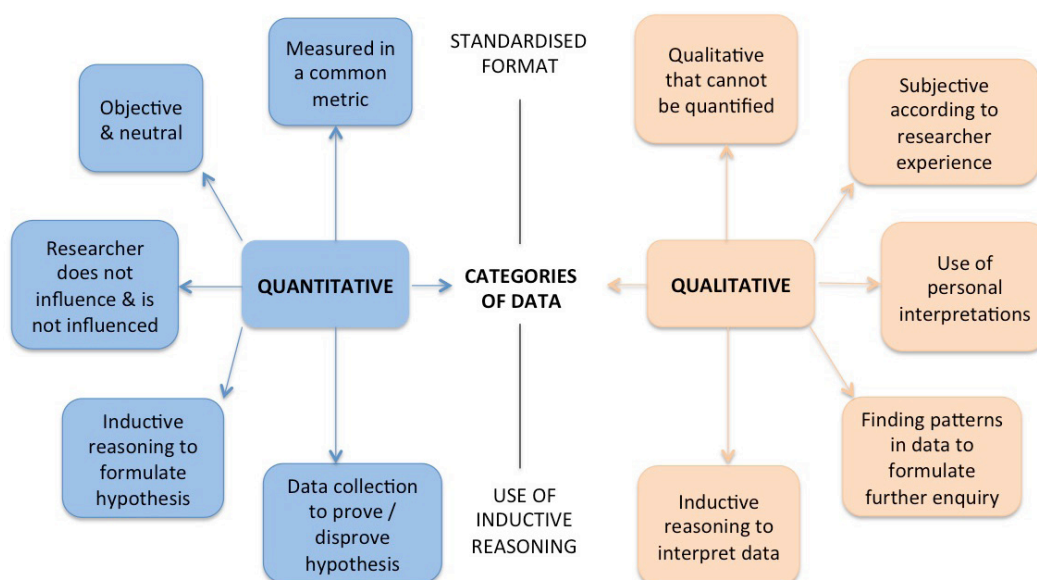 Measured in
a common
metric
STANDARDISED
FORMAT
Qualitative
that cannot
be quantified
Objective
& neutral
Subjective
according to
researcher
experience
Researcher
does not
influence & is
not influenced
QUANTITATIVE
CATEGORIES
OF DATA
QUALITATIVE
Use of
personal
interpretations
Inductive
reasoning to
formulate
hypothesis
Data collection
to prove /
disprove
hypothesis
USE OF
INDUCTIVE
REASONING
Inductive
reasoning to
interpret data
Finding patterns
in data to
formulate
further enquiry